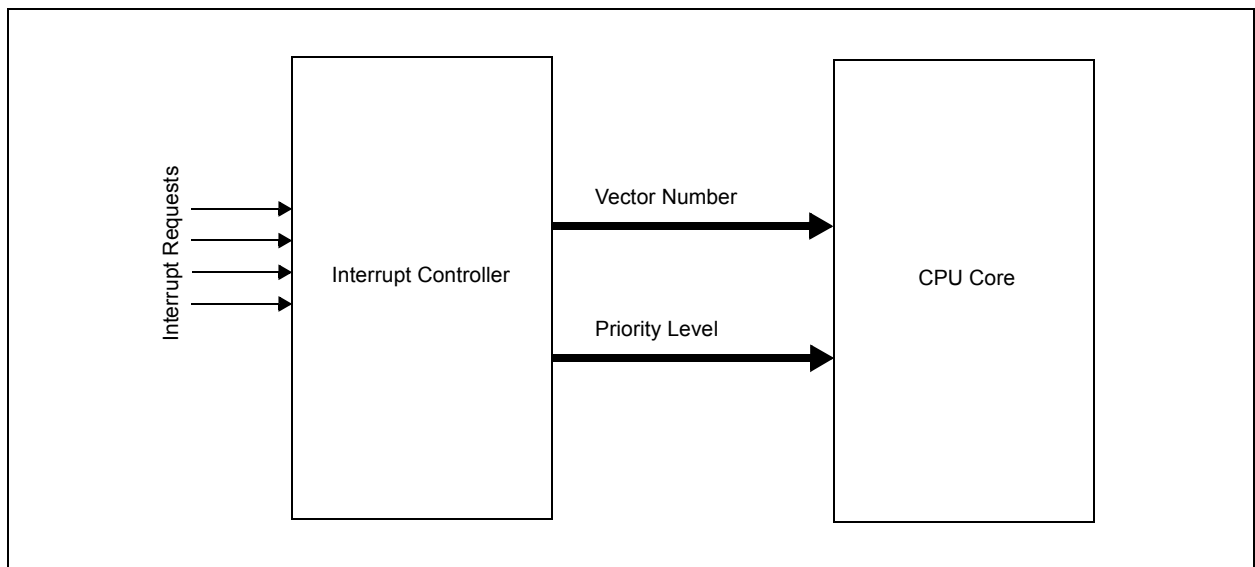 Interrupt Requests
Interrupt Controller
Vector Number
Priority Level
CPU Core